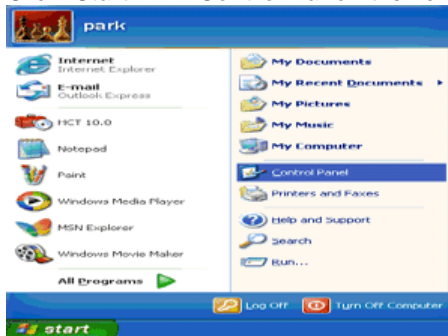 park
Internet
Internet Explorer
E-mail
Outlook Express
HCT 10.0
Notepad
Paint
Windows Media Player
MSN Explorer
Windows Movie Maker
All Programs
My Documents
My Recent Documents
My Pictures
My Music
My Computer
Control Panel
Printers and Faxes
Help and Support
Search
Run...
Log Off
Turn Off Computer
start